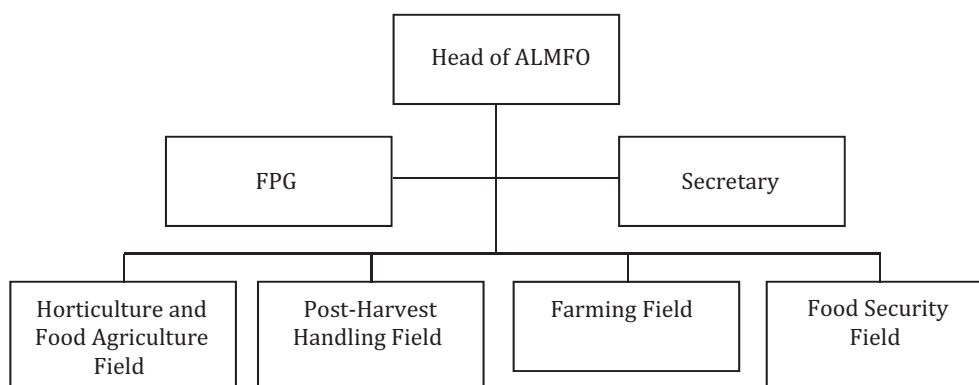 Head of ALMFO
FPG
Secretary
Horticulture and
Food Agriculture
Field
Post-Harvest
Handling Field
Farming Field
Food Security
Field